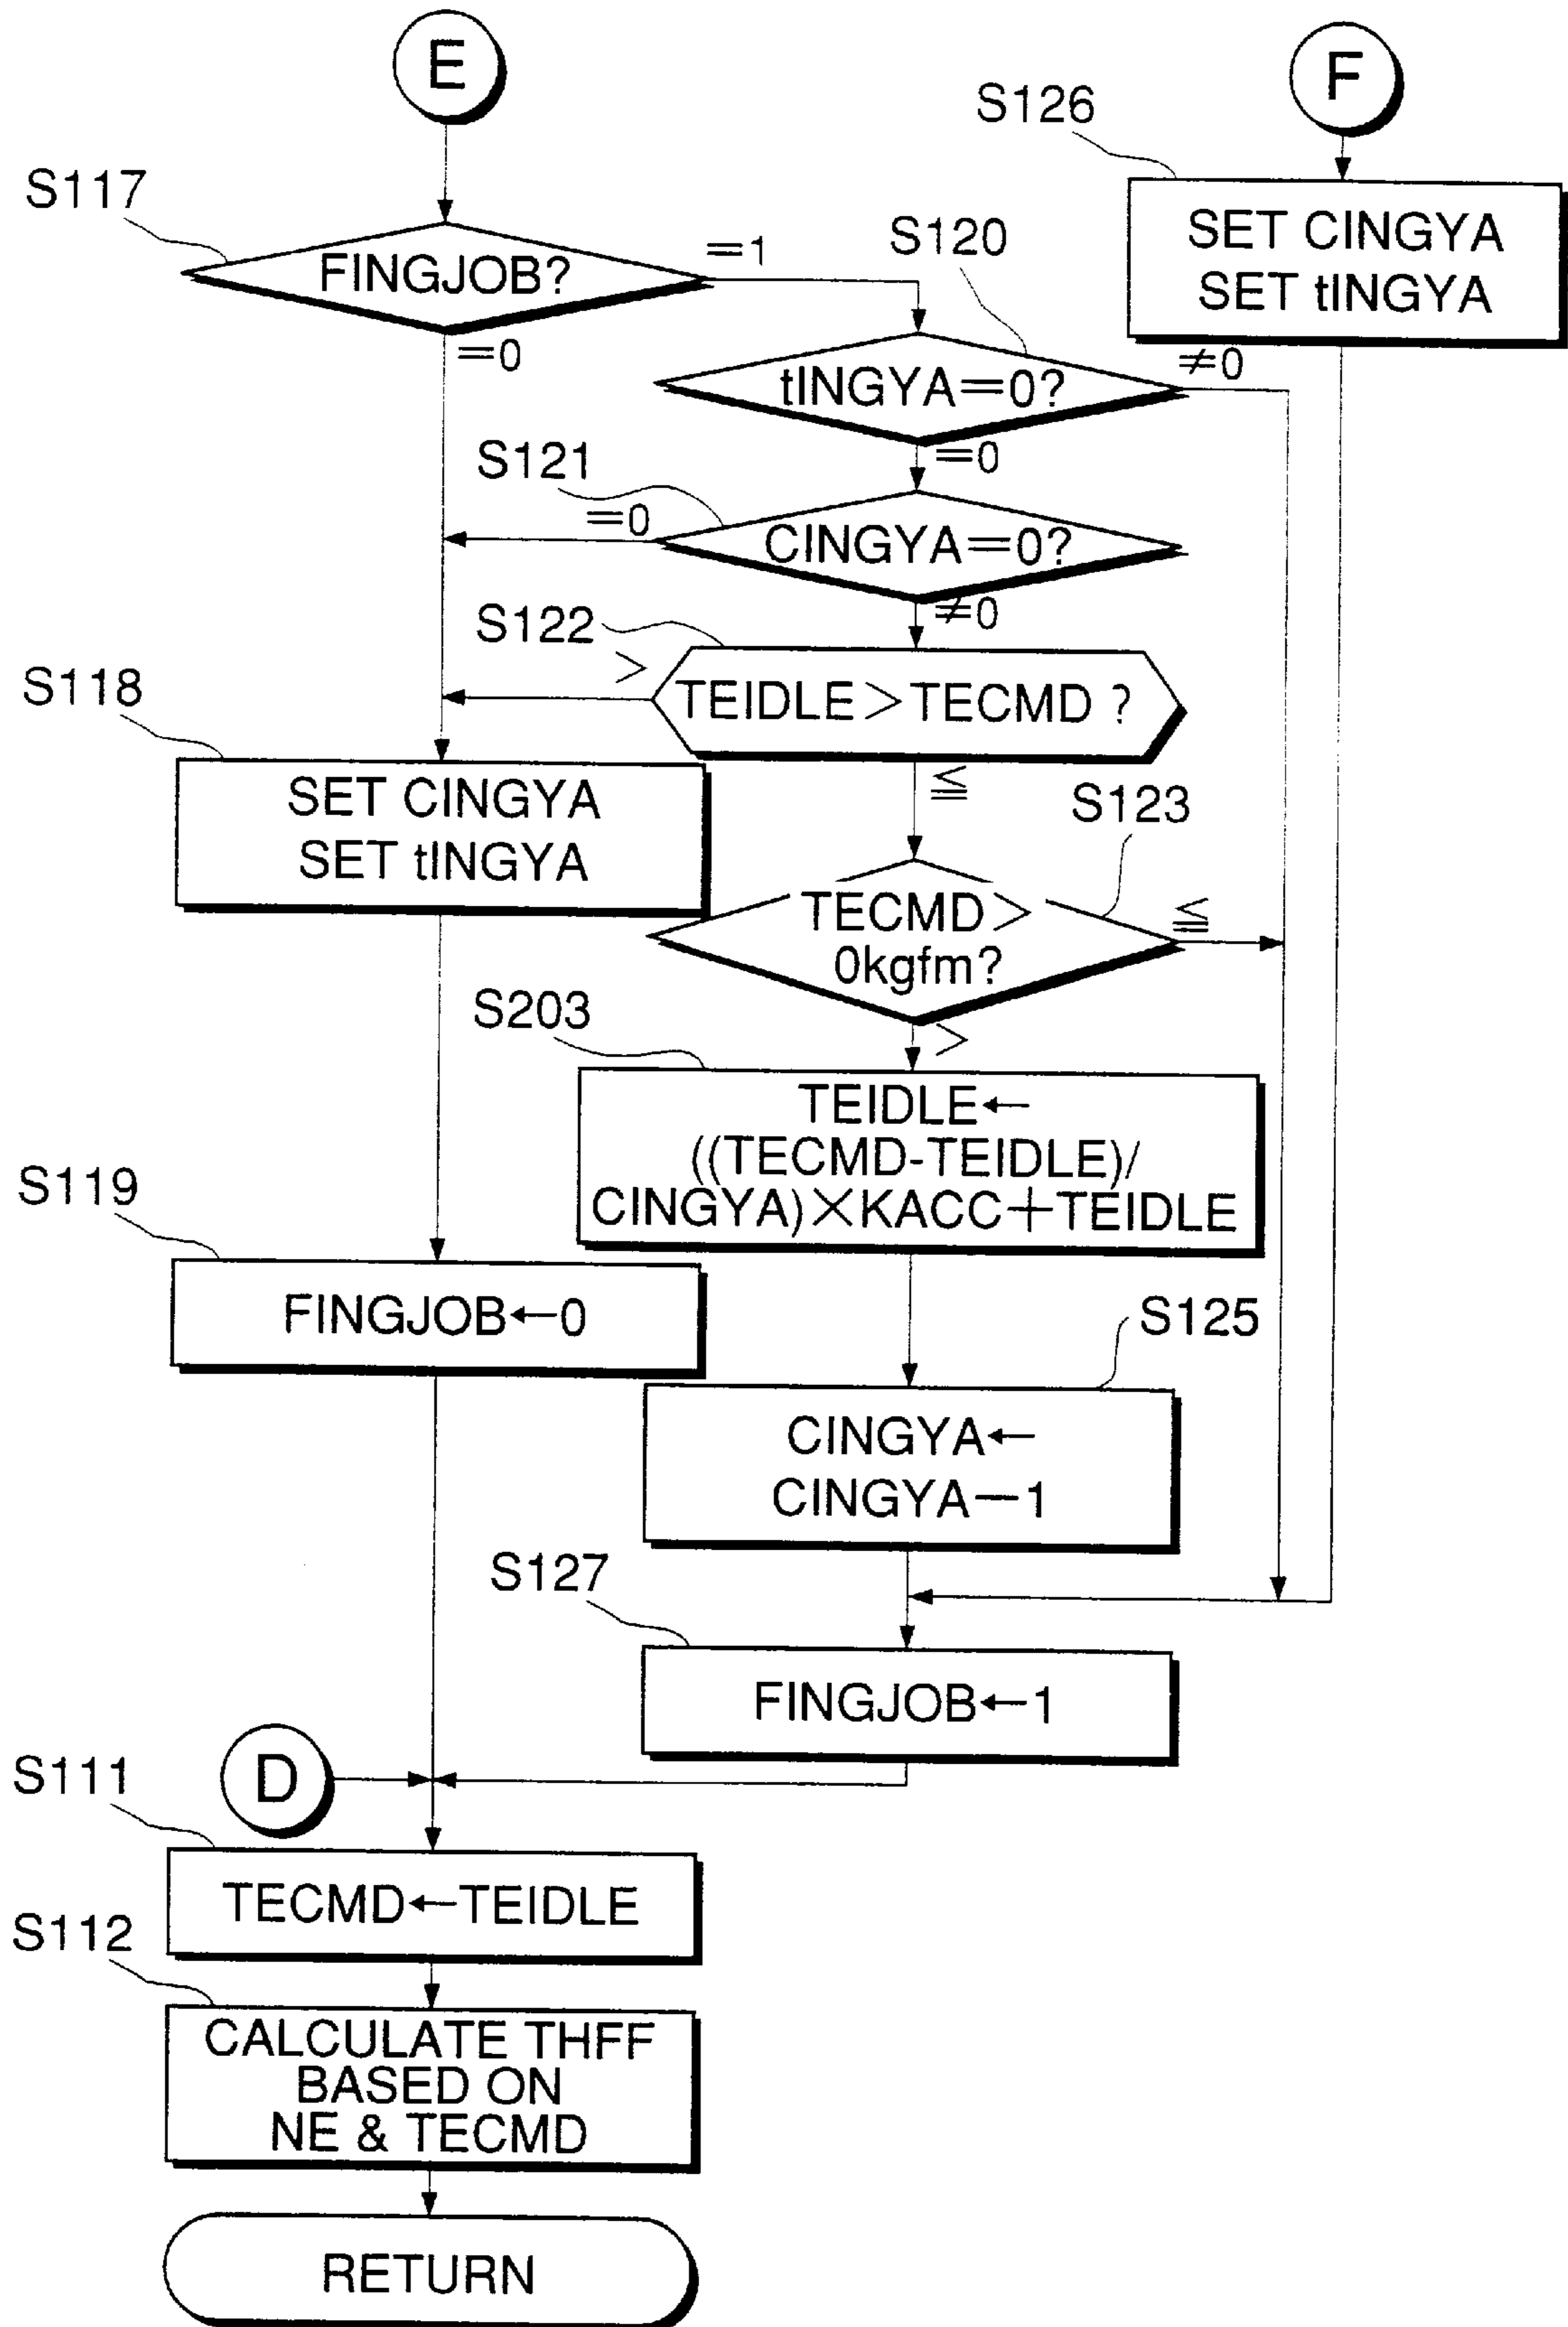 E
F
S126
SET CINGYA
SET tINGYA
S117
FINGJOB?
=1
=0
S120
tINGYA=0?
≠0
=0
S121
=0
CINGYA=0?
≠0
S122
>
TEIDLE>TECMD ?
≦
S118
SET CINGYA
SET tINGYA
S123
TECMD>
0kgfm?
≦
>
S203
TEIDLE←
((TECMD-TEIDLE)/
CINGYA)×KACC+TEIDLE
S119
FINGJOB←0
S125
CINGYA←
CINGYA-1
S127
FINGJOB←1
D
S111
TECMD←TEIDLE
S112
CALCULATE THFF
BASED ON
NE & TECMD
RETURN